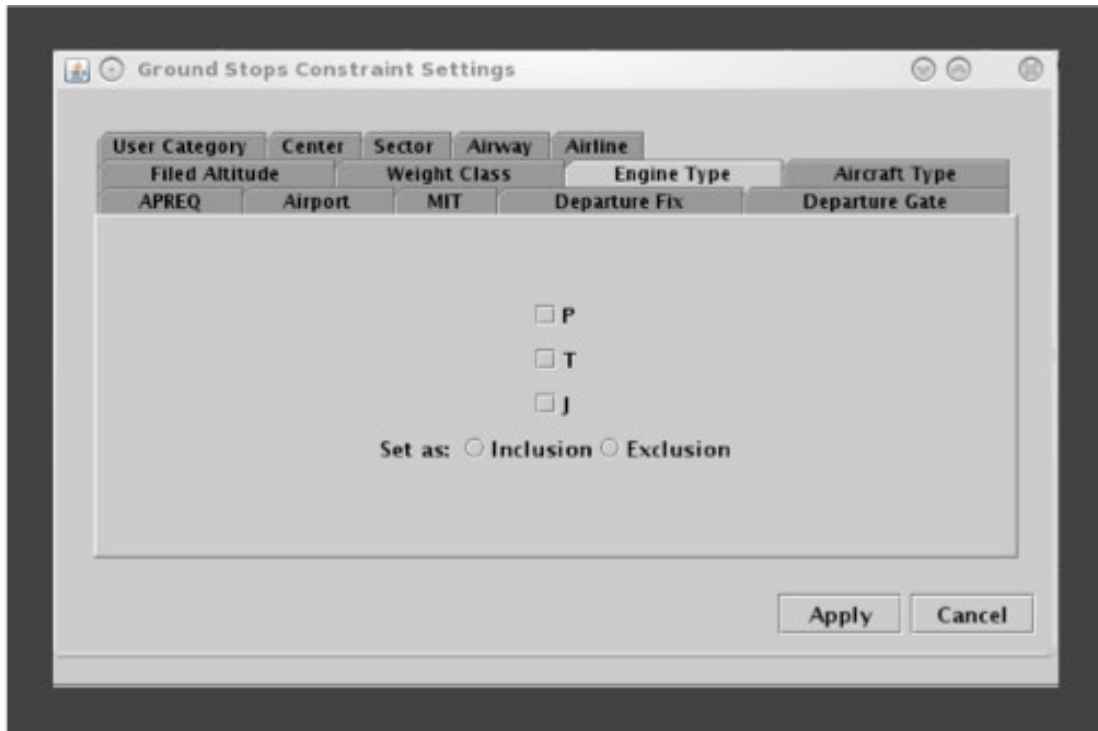 Ground Stops Constraint Settings
User Category Center Sector Airway Airline
Filed Altitude Weight Class Engine Type Aircraft Type
APREQ Airport MIT Departure Fix Departure Gate
P
T
J
Set as: Inclusion Exclusion
Apply Cancel